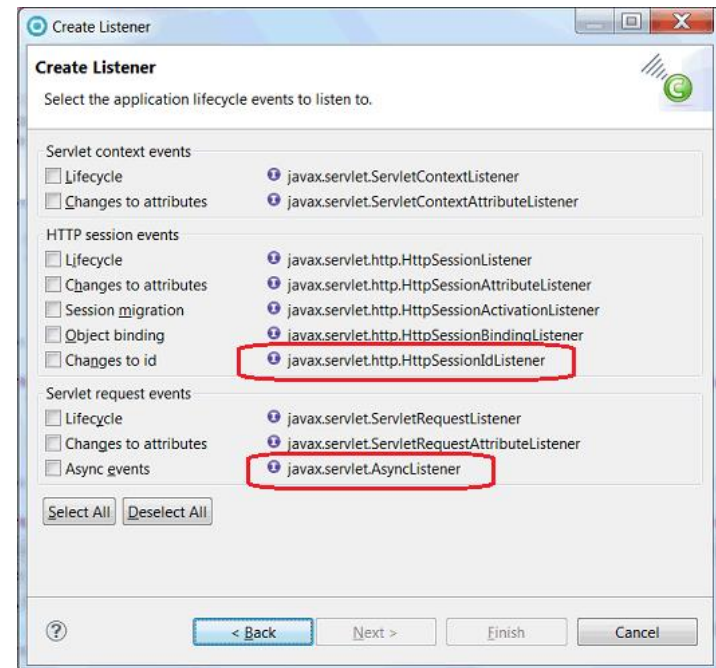 Create Listener
Create Listener
Select the application lifecycle events to listen to.
Servlet context events
Lifecycle javax.servlet.ServletContextListener
Changes to attributes javax.servlet.ServletContextAttributeListener
HTTP session events
Lifecycle javax.servlet.http.HttpSessionListener
Changes to attributes javax.servlet.http.HttpSessionAttributeListener
Session migration javax.servlet.http.HttpSessionActivationListener
Object binding javax.servlet.http.HttpSessionBindingListener
Changes to id javax.servlet.http.HttpSessionIdListener
Servlet request events
Lifecycle javax.servlet.ServletRequestListener
Changes to attributes javax.servlet.ServletRequestAttributeListener
Async events javax.servlet.AsyncListener
Select All Deselect All
? < Back Next > Finish Cancel